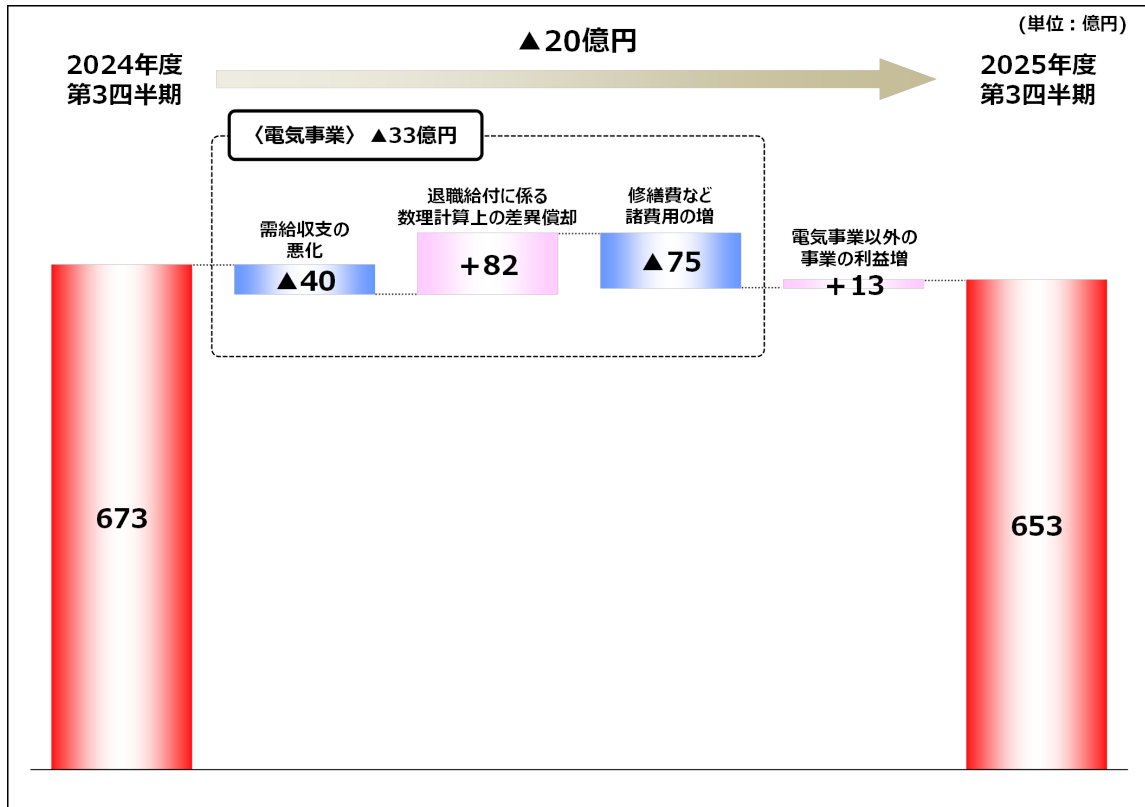 (単位：億円)
▲20億円
2024年度
第3四半期
2025年度
第3四半期
〈電気事業〉 ▲33億円
需給収支の
悪化
▲40
退職給付に係る
数理計算上の差異償却
+82
修繕費など
諸費用の増
▲75
電気事業以外の
事業の利益増
+13
673
653